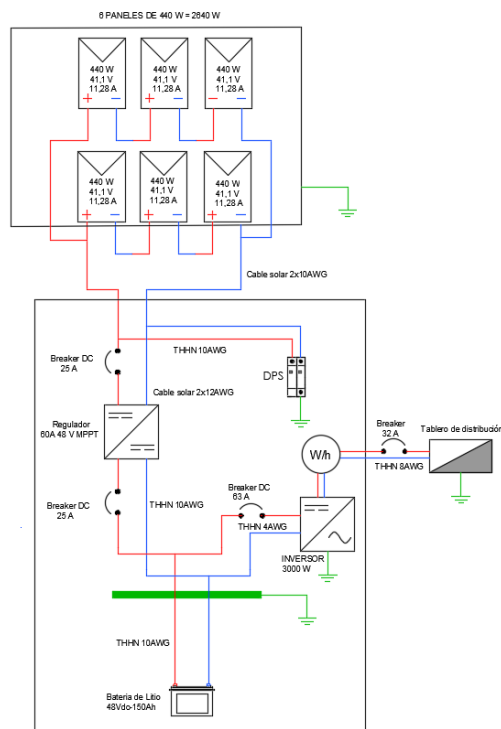 6 PANELES DE 440 W = 2640 W
440 W
41,1 V
11,28 A
440 W
41,1 V
11,28 A
440 W
41,1 V
11,28 A
440 W
41,1 V
11,28 A
440 W
41,1 V
11,28 A
440 W
41,1 V
11,28 A
Cable solar 2x10AWG
Breaker DC
25 A
THHN 10AWG
DPS
Cable solar 2x12AWG
Regulador
60A 48 V MPPT
Breaker
32 A
Tablero de distribución
W/h
THHN 8AWG
Breaker DC
25 A
THHN 10AWG
Breaker DC
63 A
THHN 4AWG
INVERSOR
3000 W
THHN 10AWG
Bateria de Litio
48Vdo-150Ah